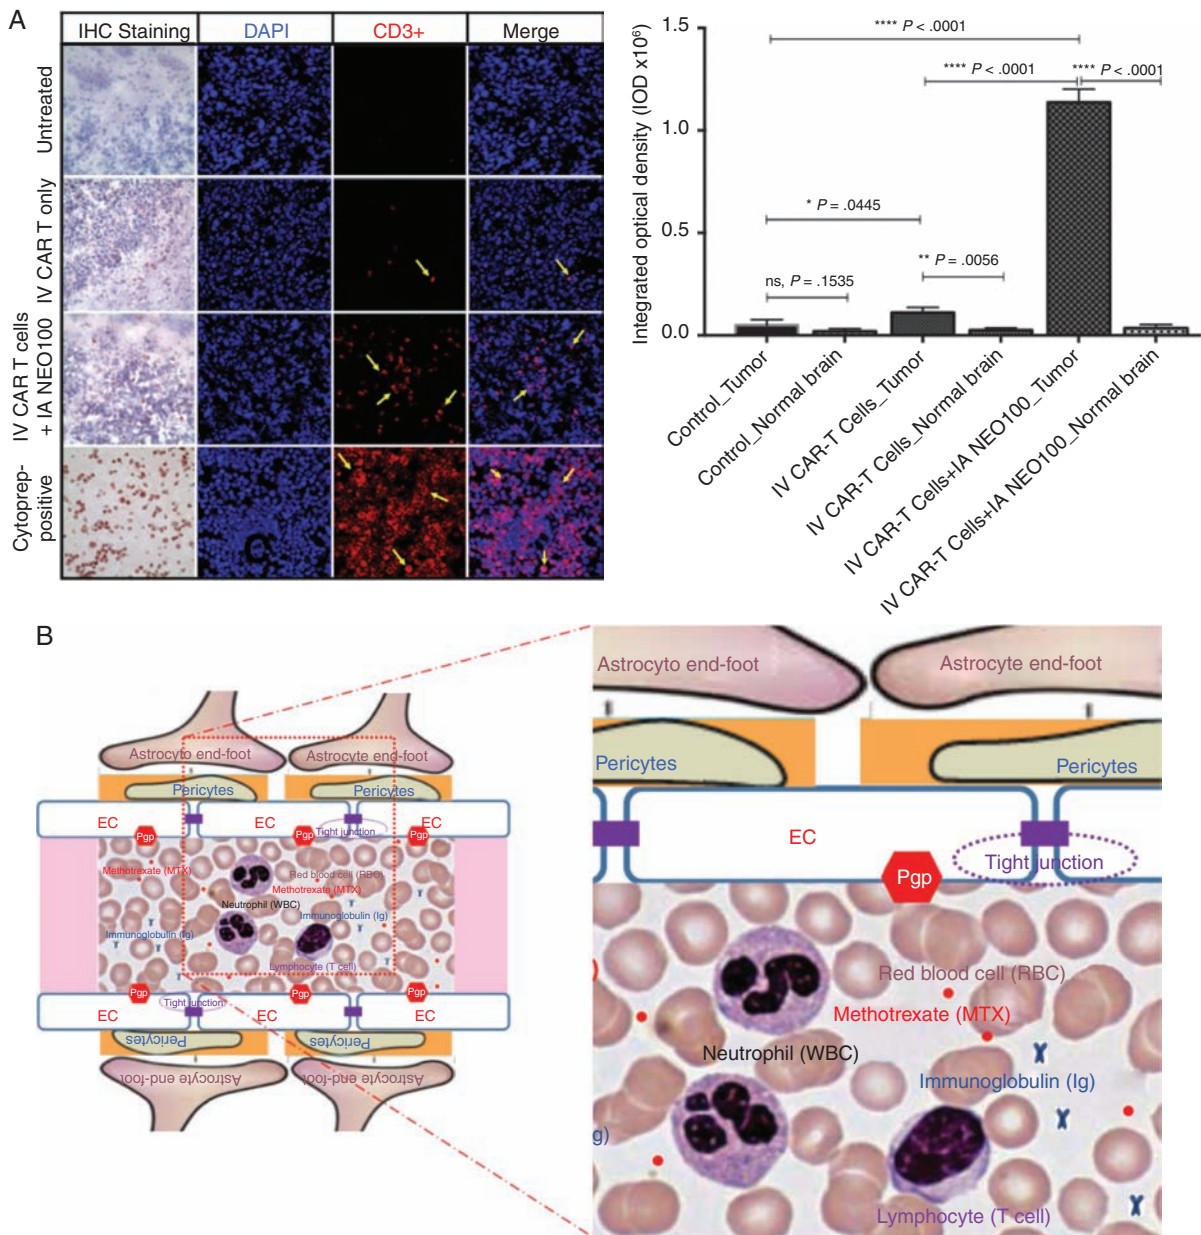 A
IHC Staining DAPI CD3+ Merge
Untreated
IV CAR T only
IV CAR T cells
+ IA NEO100
Cytoprep-
positive
C
Integrated optical density (IOD x10⁶)
1.5
1.0
0.5
0.0
**** P < .0001
**** P < .0001
**** P < .0001
* P = .0445
** P = .0056
ns, P = .1535
Control_Tumor
Control_Normal brain
IV CAR-T Cells_Tumor
IV CAR-T Cells_Normal brain
IV CAR-T Cells+IA NEO100_Tumor
IV CAR-T Cells+IA NEO100_Normal brain
B
Astrocyto end-foot Astrocyte end-foot
Pericytes Pericytes
EC EC EC
Tight junction
Pgp Pgp Pgp
Methotrexate (MTX)
Red blood cell (RBC)
Methotrexate (MTX)
Neutrophil (WBC)
Immunoglobulin (Ig)
Immunoglobulin (Ig)
Lymphocyte (T cell)
Pgp Pgp Pgp
Tight junction
EC EC EC
Pericytes Pericytes
Astrocyte end-foot Astrocyte end-foot
Astrocyto end-foot Astrocyte end-foot
Pericytes Pericytes
EC
Tight junction
Pgp
Red blood cell (RBC)
Methotrexate (MTX)
Neutrophil (WBC)
Immunoglobulin (Ig)
g)
Lymphocyte (T cell)